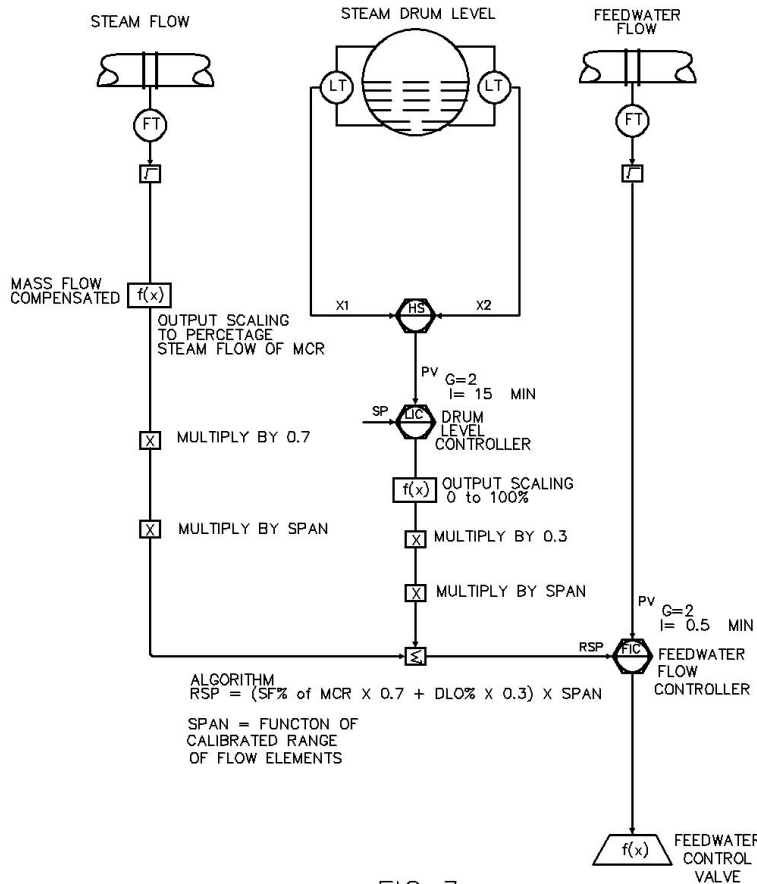 STEAM FLOW
STEAM DRUM LEVEL
FEEDWATER
FLOW
LT
LT
FT
FT
√
√
MASS FLOW
COMPENSATED
f(x)
OUTPUT SCALING
TO PERCETAGE
STEAM FLOW OF MCR
X1
HS
X2
PV
G=2
I= 15 MIN
SP
LIC
DRUM
LEVEL
CONTROLLER
X
MULTIPLY BY 0.7
f(x)
OUTPUT SCALING
0 to 100%
X
MULTIPLY BY SPAN
X
MULTIPLY BY 0.3
X
MULTIPLY BY SPAN
PV
G=2
I= 0.5 MIN
Σ
RSP
FIC
FEEDWATER
FLOW
CONTROLLER
ALGORITHM
RSP = (SF% of MCR X 0.7 + DLO% X 0.3) X SPAN
SPAN = FUNCTON OF
CALIBRATED RANGE
OF FLOW ELEMENTS
f(x)
FEEDWATER
CONTROL
VALVE